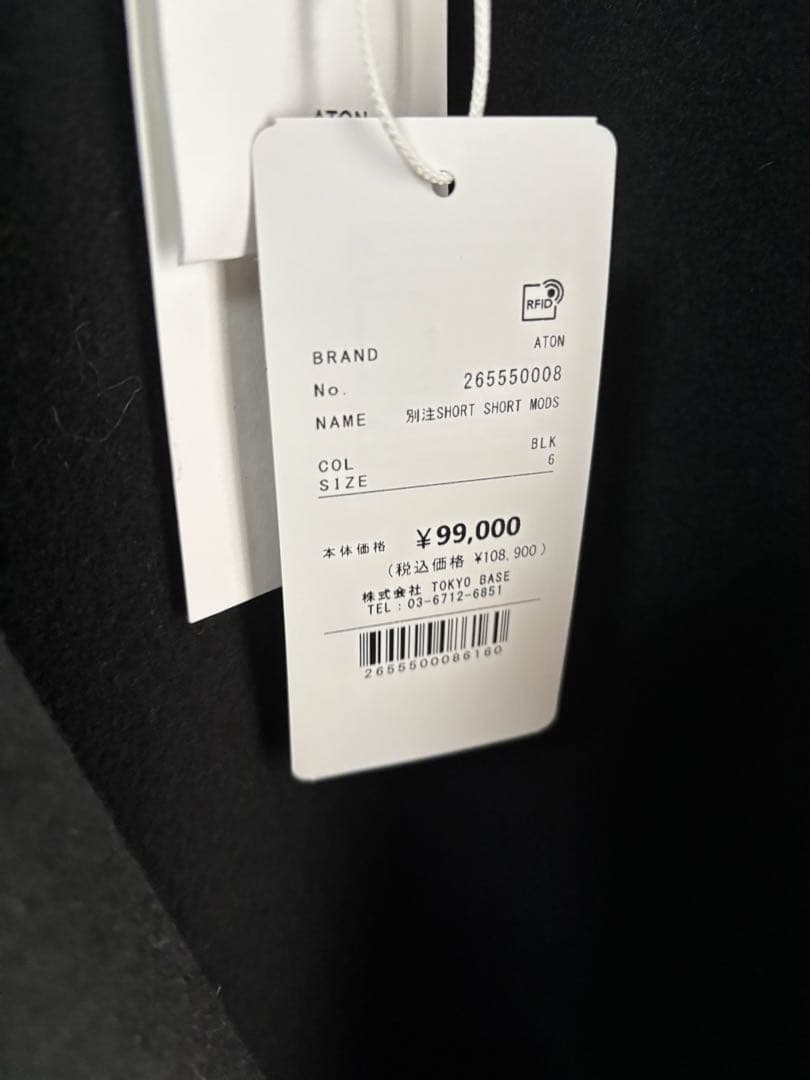 ATON
RFID
BRAND ATON
No. 265550008
NAME 別注SHORT SHORT MODS
COL BLK
SIZE 6
本体価格 ¥99,000
(税込価格 ¥108,900)
株式会社 TOKYO BASE
TEL : 03-6712-6851
2655500086160